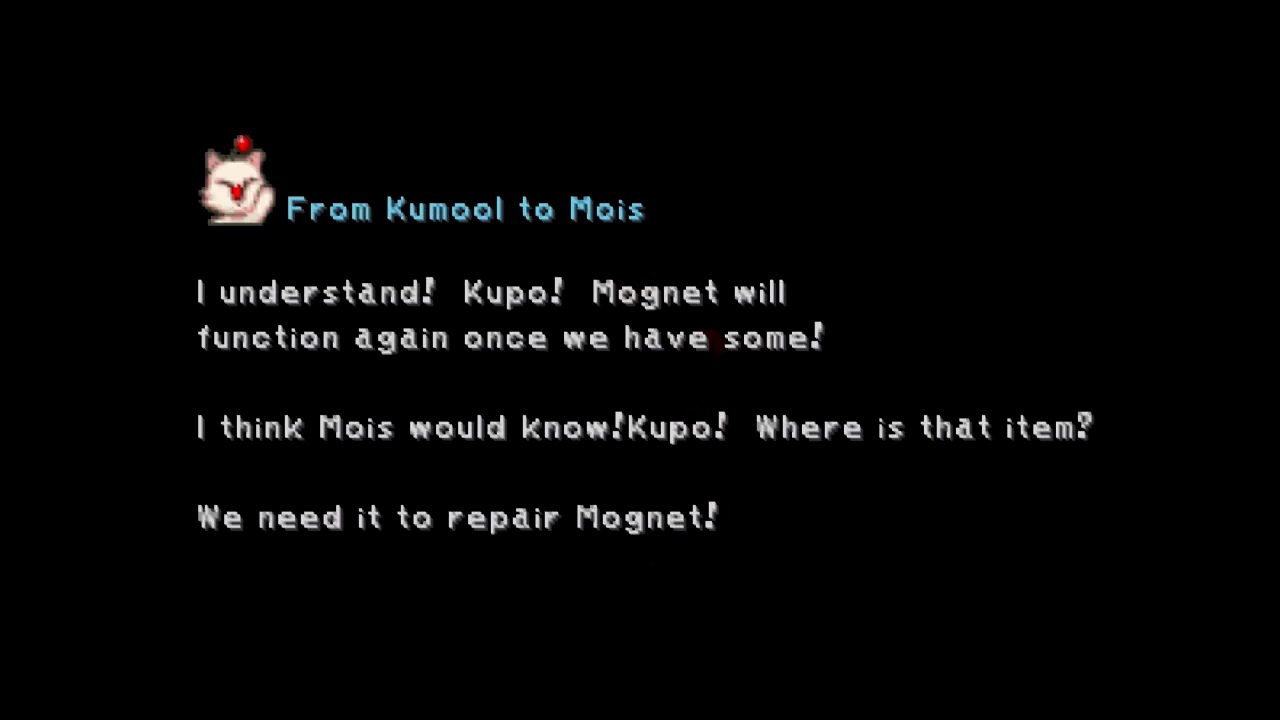 From Kumool to Mois
I understand!  Kupo!  Mognet will
function again once we have some!
I think Mois would know!Kupo!  Where is that item?
We need it to repair Mognet!